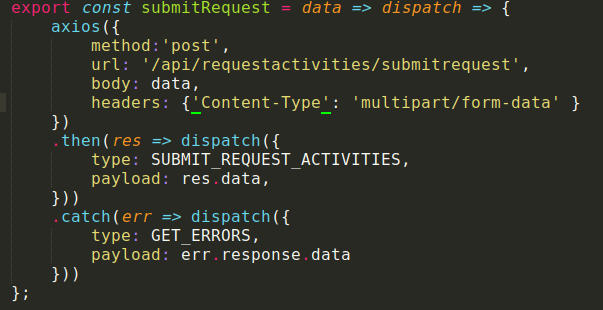 export const submitRequest = data => dispatch => {
    axios({
        method:'post',
        url: '/api/requestactivities/submitrequest',
        body: data,
        headers: {'Content-Type': 'multipart/form-data' }
    })
    .then(res => dispatch({
        type: SUBMIT_REQUEST_ACTIVITIES,
        payload: res.data,
    }))
    .catch(err => dispatch({
        type: GET_ERRORS,
        payload: err.response.data
    }))
};